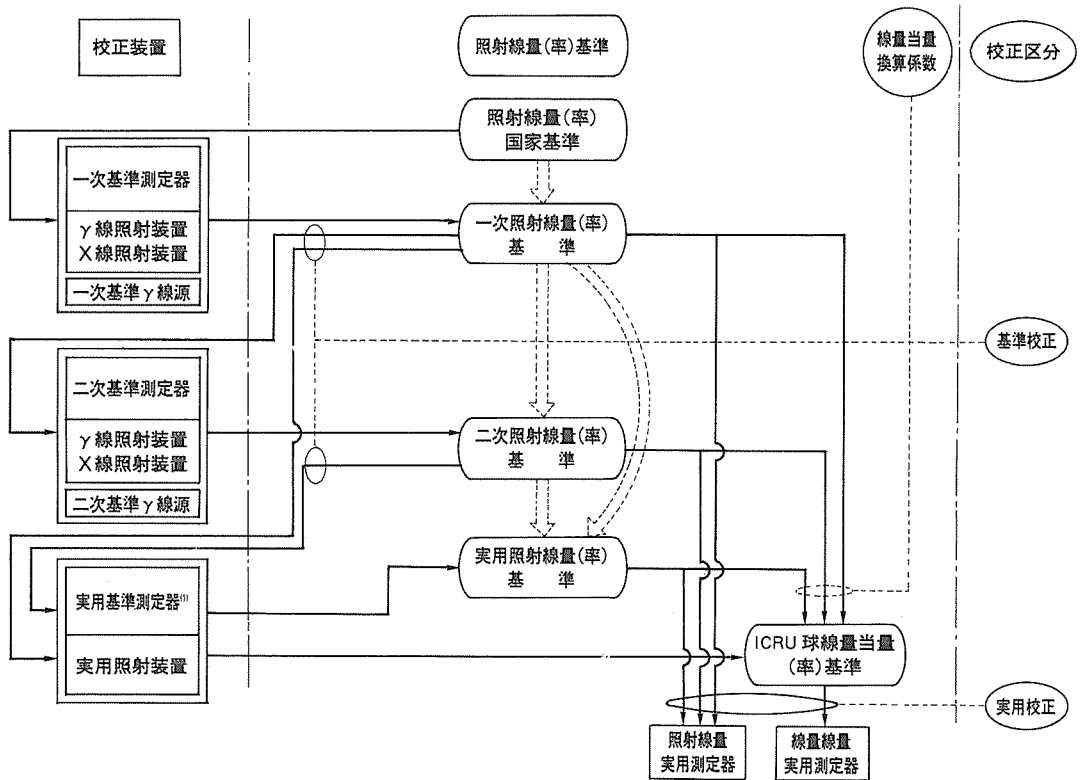 校正装置
照射線量(率)基準
線量当量
換算係数
校正区分
照射線量(率)
国家基準
一次基準測定器
γ線照射装置
X線照射装置
一次基準γ線源
一次照射線量(率)
基 準
基準校正
二次基準測定器
γ線照射装置
X線照射装置
二次基準γ線源
二次照射線量(率)
基 準
実用照射線量(率)
基 準
実用基準測定器(1)
実用照射装置
ICRU球線量当量
(率)基準
実用校正
照射線量
実用測定器
線量線量
実用測定器